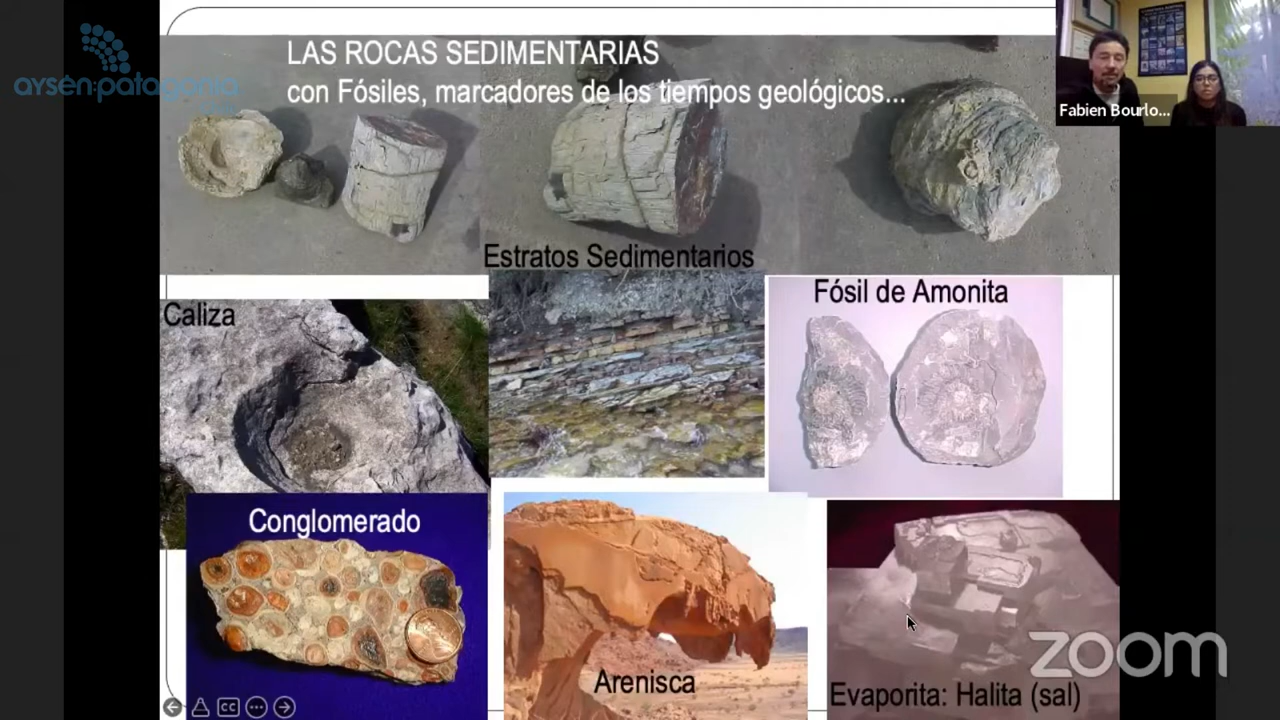 LAS ROCAS SEDIMENTARIAS
con Fósiles, marcadores de los tiempos geológicos...
aysén:patagonia
Fabien Bourlo...
Estratos Sedimentarios
Caliza
Fósil de Amonita
Conglomerado
Arenisca
Evaporita: Halita (sal)
zoom
CC